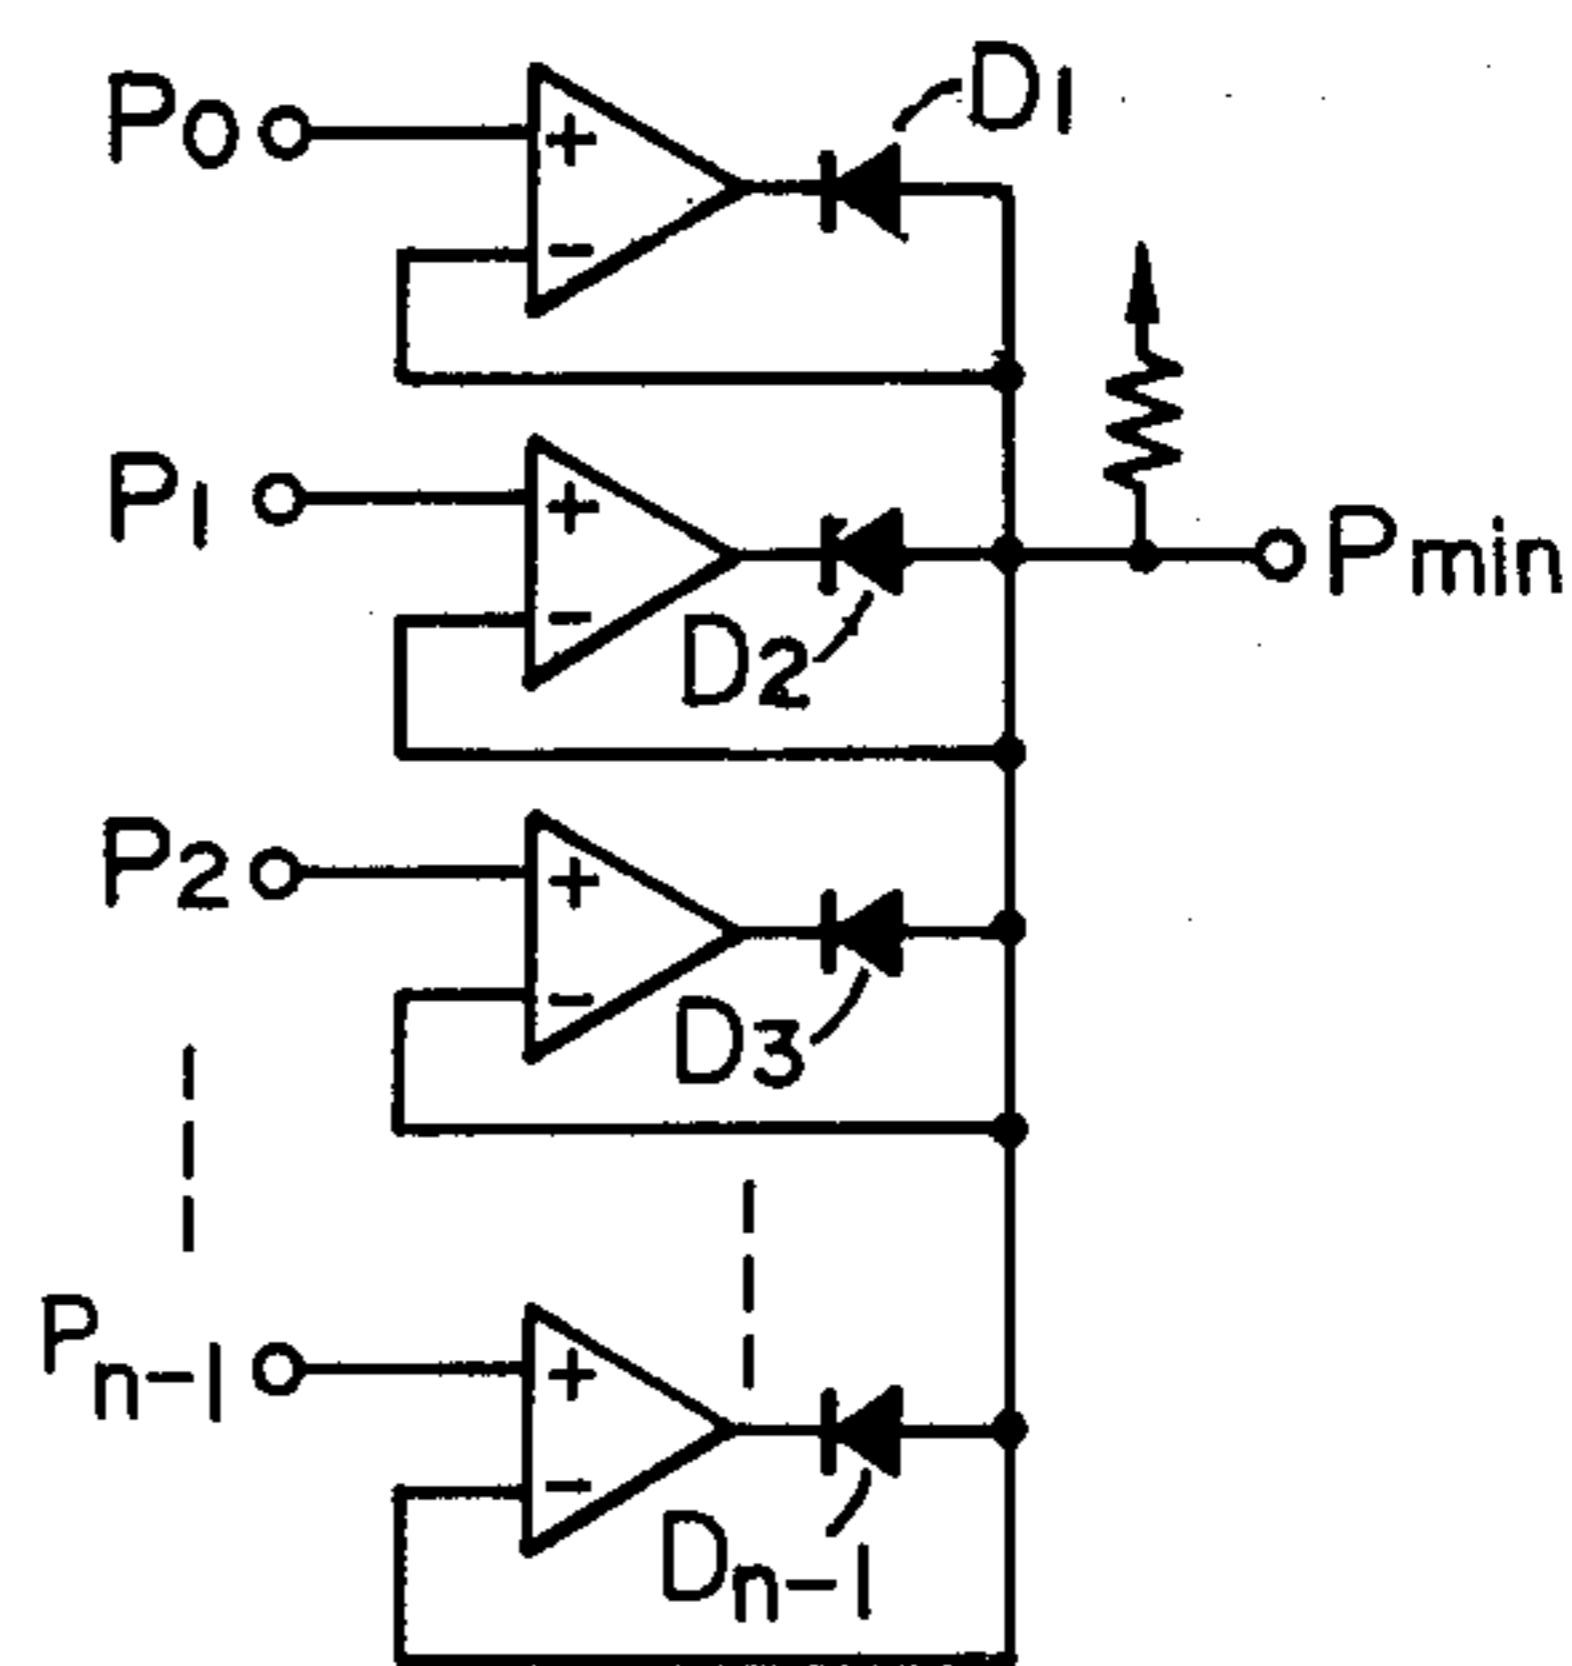 P0
D1
+
-
P1
+
-
D2
Pmin
P2
+
-
D3
Pn-1
+
-
Dn-1